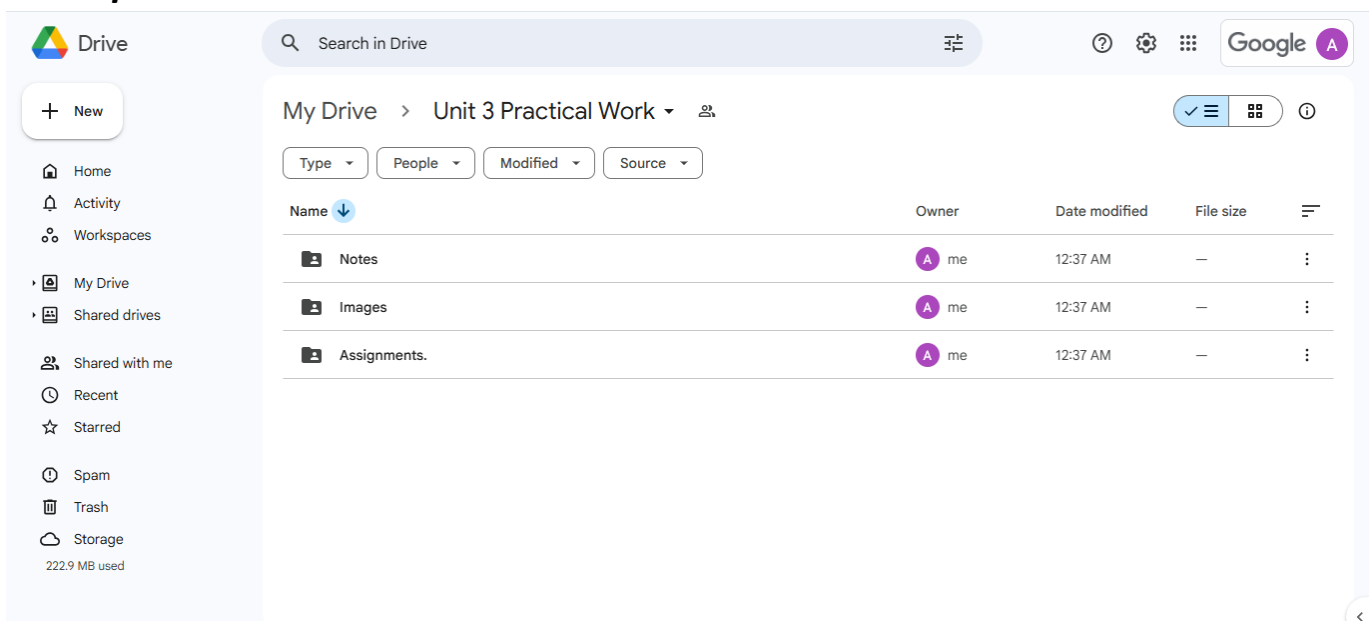 Drive
Search in Drive
Google A
New
My Drive > Unit 3 Practical Work
Type People Modified Source
Home
Activity
Workspaces
My Drive
Shared drives
Shared with me
Recent
Starred
Spam
Trash
Storage
222.9 MB used
Name Owner Date modified File size
Notes A me 12:37 AM —
Images A me 12:37 AM —
Assignments. A me 12:37 AM —